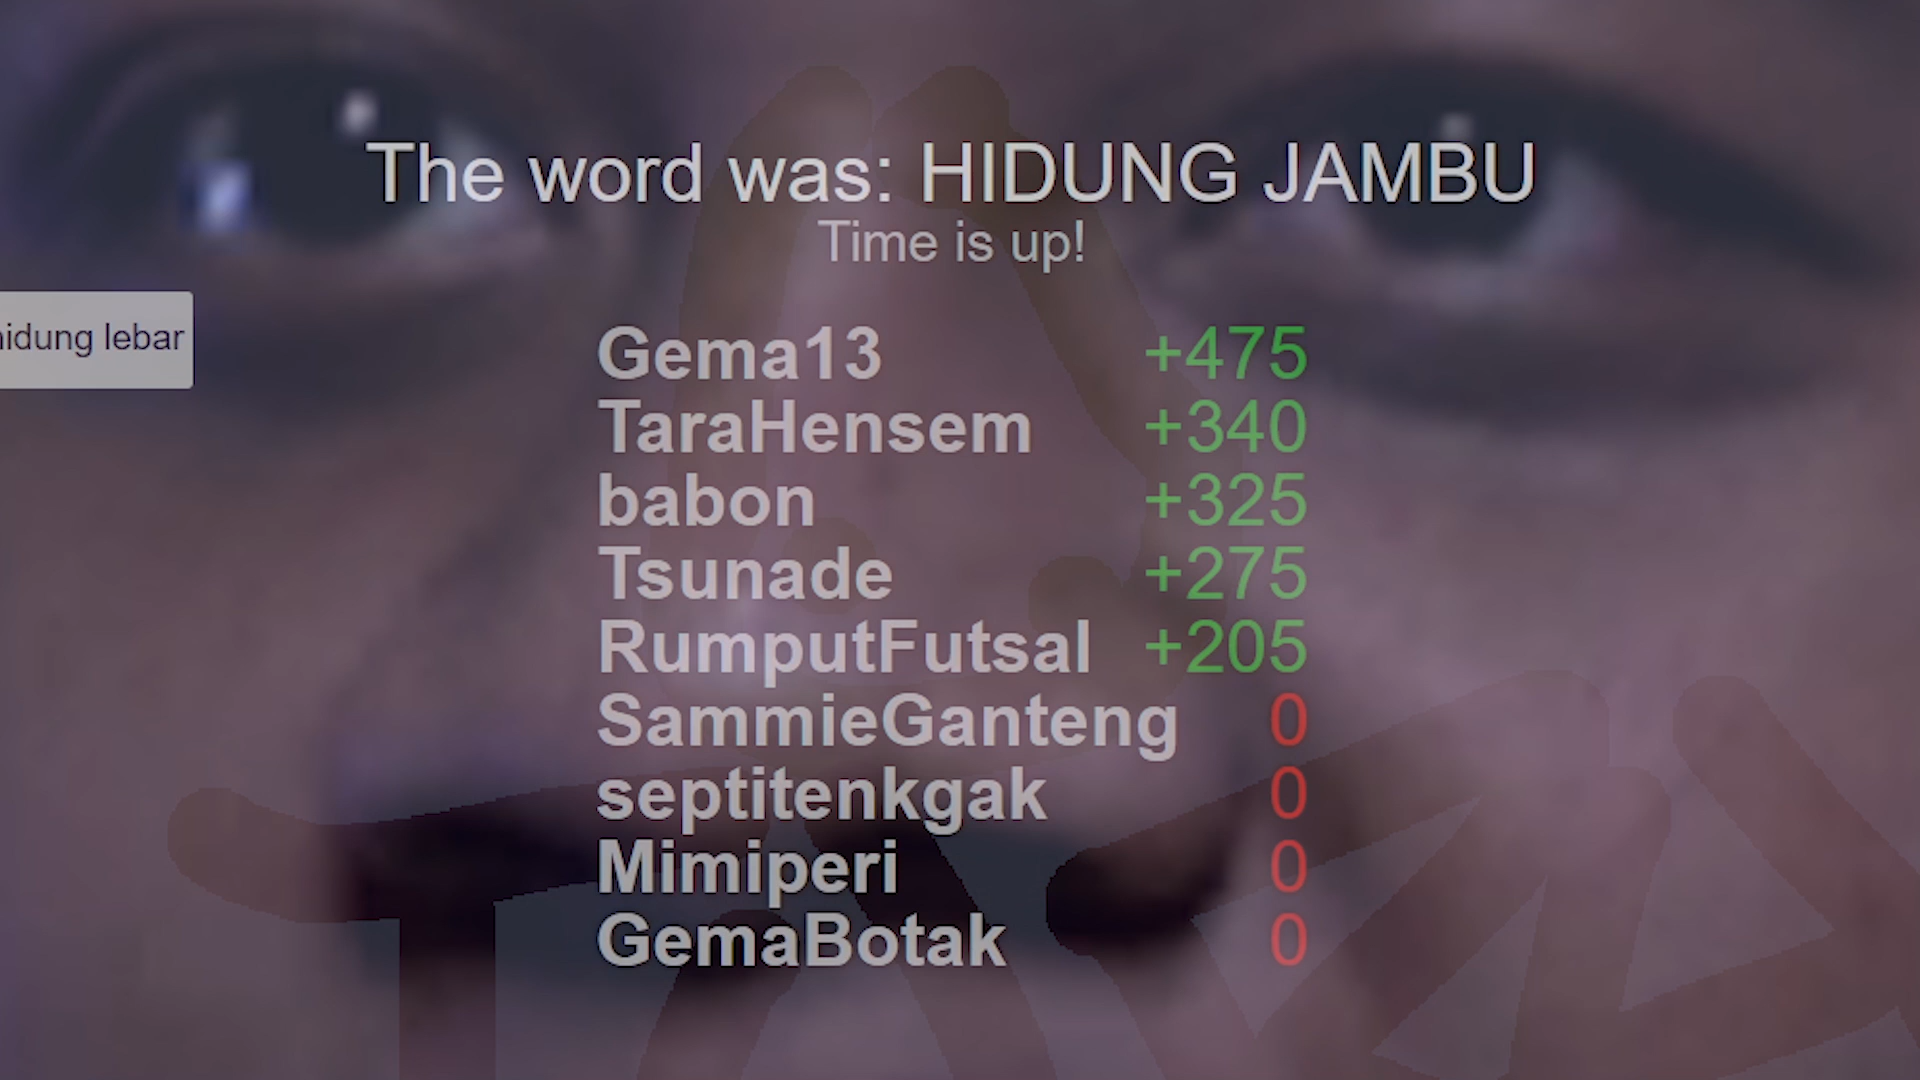 The word was: HIDUNG JAMBU
Time is up!
hidung lebar
Gema13 +475
TaraHensem +340
babon +325
Tsunade +275
RumputFutsal +205
SammieGanteng 0
septitenkgak 0
Mimiperi 0
GemaBotak 0